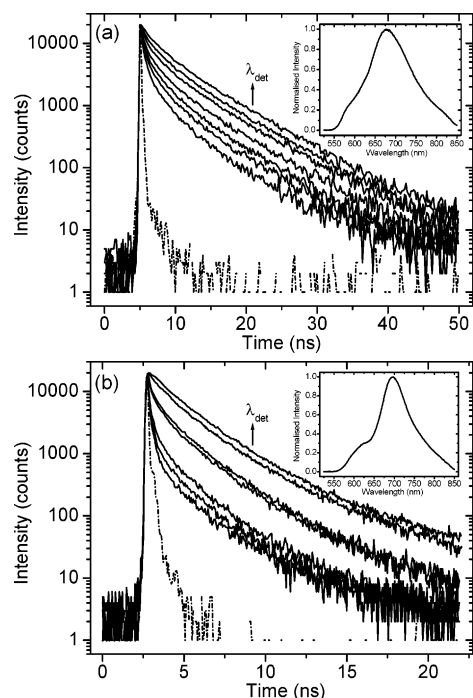 (a)
Intensity (counts)
10000
1000
100
10
1
0 10 20 30 40 50
Time (ns)
λdet
Normalised Intensity
1.0
0.8
0.6
0.4
0.2
0.0
550 600 650 700 750 800 850
Wavelength (nm)
(b)
Intensity (counts)
10000
1000
100
10
1
0 5 10 15 20
Time (ns)
λdet
Normalised Intensity
1.0
0.8
0.6
0.4
0.2
0.0
550 600 650 700 750 800 850
Wavelength (nm)